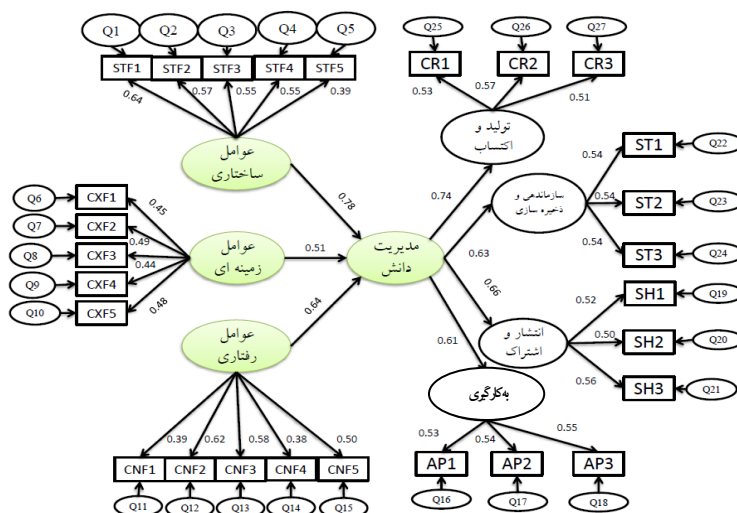 Q1 Q2 Q3 Q4 Q5
STF1 STF2 STF3 STF4 STF5
0.64 0.57 0.55 0.55 0.39
عوامل
ساختاری
0.78
Q6 CXF1
Q7 CXF2
Q8 CXF3
Q9 CXF4
Q10 CXF5
0.45
0.49
0.44
0.48
عوامل
زمینه ای
0.51
عوامل
رفتاری
0.64
0.39 0.62 0.58 0.38 0.50
CNF1 CNF2 CNF3 CNF4 CNF5
Q11 Q12 Q13 Q14 Q15
مدیریت
دانش
Q25 Q26 Q27
CR1 CR2 CR3
0.53 0.57 0.51
تولید و
اکتساب
0.74
سازماندهی و
ذخیره سازی
0.63
0.54 ST1 Q22
0.54 ST2 Q23
0.54 ST3 Q24
انتشار و
اشتراک
0.66
0.52 SH1 Q19
0.50 SH2 Q20
0.56 SH3 Q21
0.61
به‌کارگیری
0.53 0.54 0.55
AP1 AP2 AP3
Q16 Q17 Q18